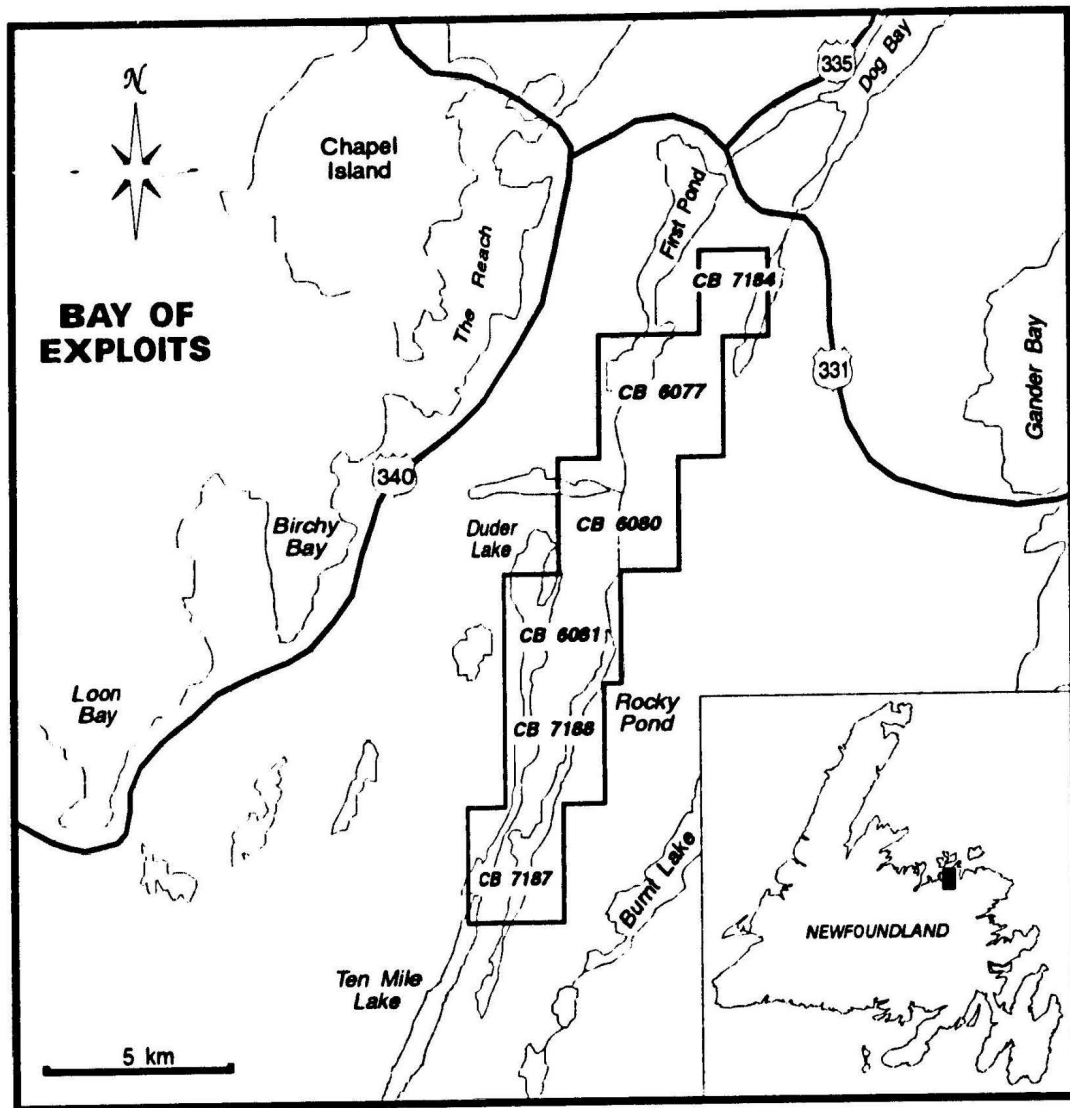 N
335
Dog Bay
Chapel
Island
First Pond
The Reach
CB 7184
BAY OF
EXPLOITS
331
Gander Bay
CB 6077
340
Birchy
Bay
Duder
Lake
CB 6080
CB 6081
Loon
Bay
Rocky
Pond
CB 7188
CB 7187
Burnt Lake
NEWFOUNDLAND
Ten Mile
Lake
5 km